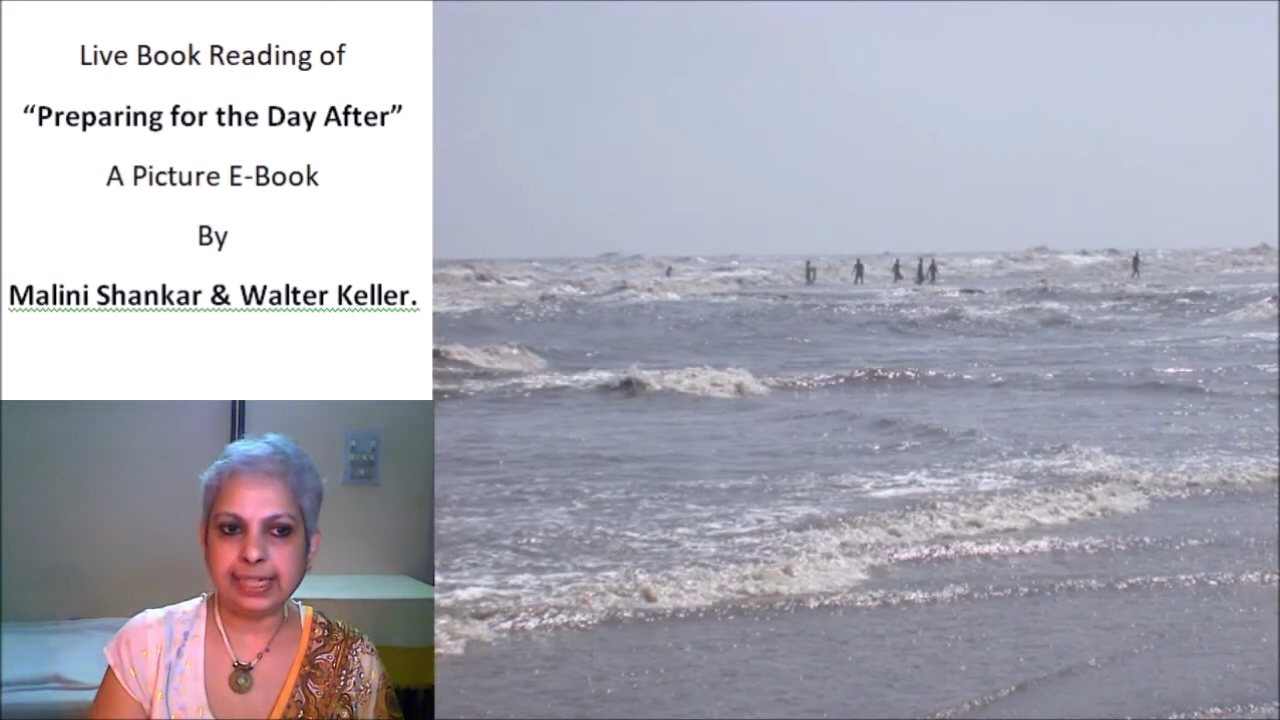 Live Book Reading of
“Preparing for the Day After”
A Picture E-Book
By
Malini Shankar & Walter Keller.